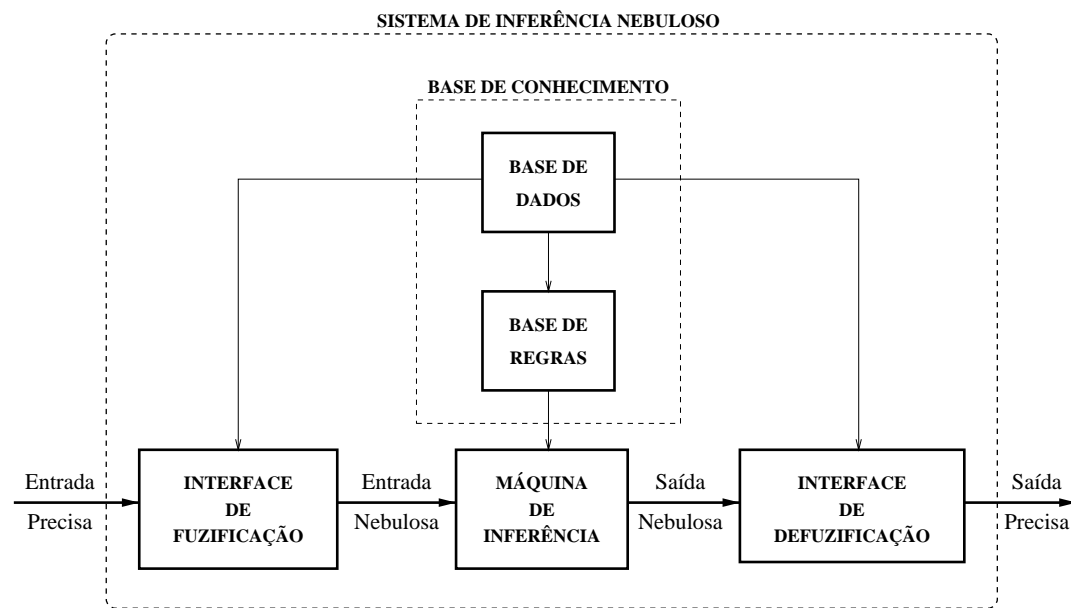 SISTEMA DE INFERÊNCIA NEBULOSO
BASE DE CONHECIMENTO
BASE DE
DADOS
BASE DE
REGRAS
Entrada
Precisa
INTERFACE
DE
FUZIFICAÇÃO
Entrada
Nebulosa
MÁQUINA
DE
INFERÊNCIA
Saída
Nebulosa
INTERFACE
DE
DEFUZIFICAÇÃO
Saída
Precisa